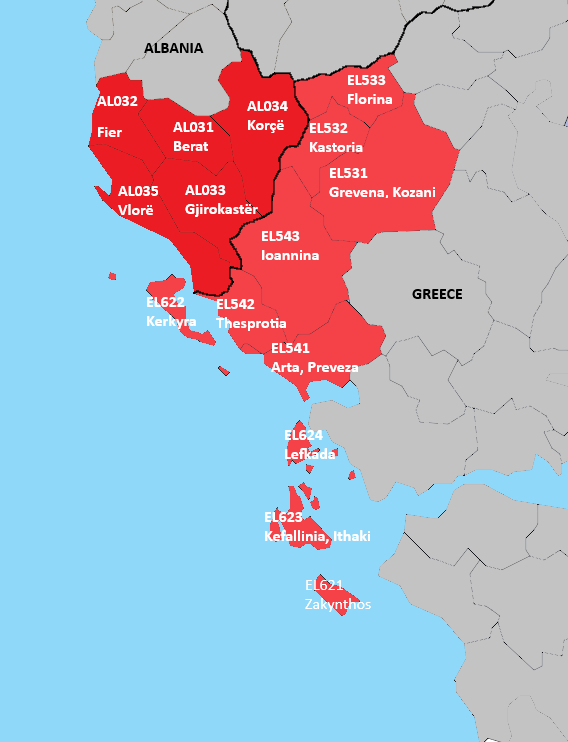 ALBANIA
EL533
Florina
AL032
Fier
AL034
Korçë
AL031
Berat
EL532
Kastoria
EL531
Grevena, Kozani
AL035
Vlorë
AL033
Gjirokastër
EL543
Ioannina
GREECE
EL622
Kerkyra
EL542
Thesprotia
EL541
Arta, Preveza
EL624
Lefkada
EL623
Kefallinia, Ithaki
EL621
Zakynthos